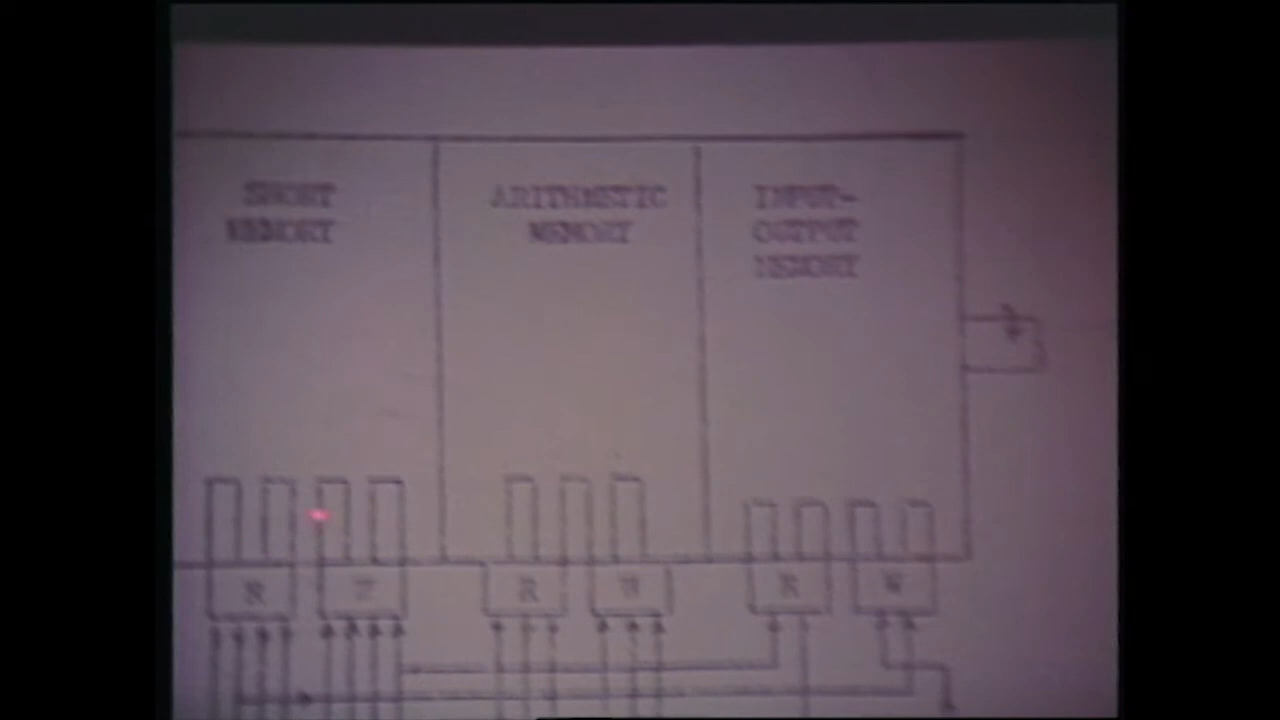 SHORT
MEMORY
ARITHMETIC
MEMORY
INPUT-
OUTPUT
MEMORY
R
R
W